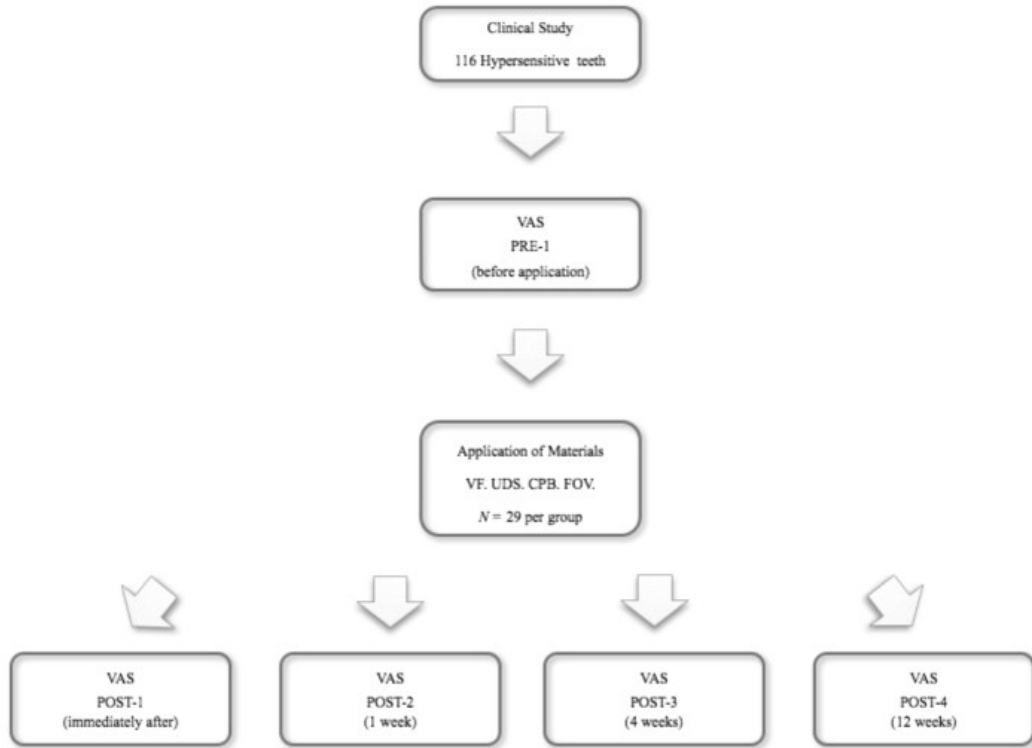 Clinical Study
116 Hypersensitive teeth
VAS
PRE-1
(before application)
Application of Materials
VF. UDS. CPB. FOV.
N = 29 per group
VAS
POST-1
(immediately after)
VAS
POST-2
(1 week)
VAS
POST-3
(4 weeks)
VAS
POST-4
(12 weeks)